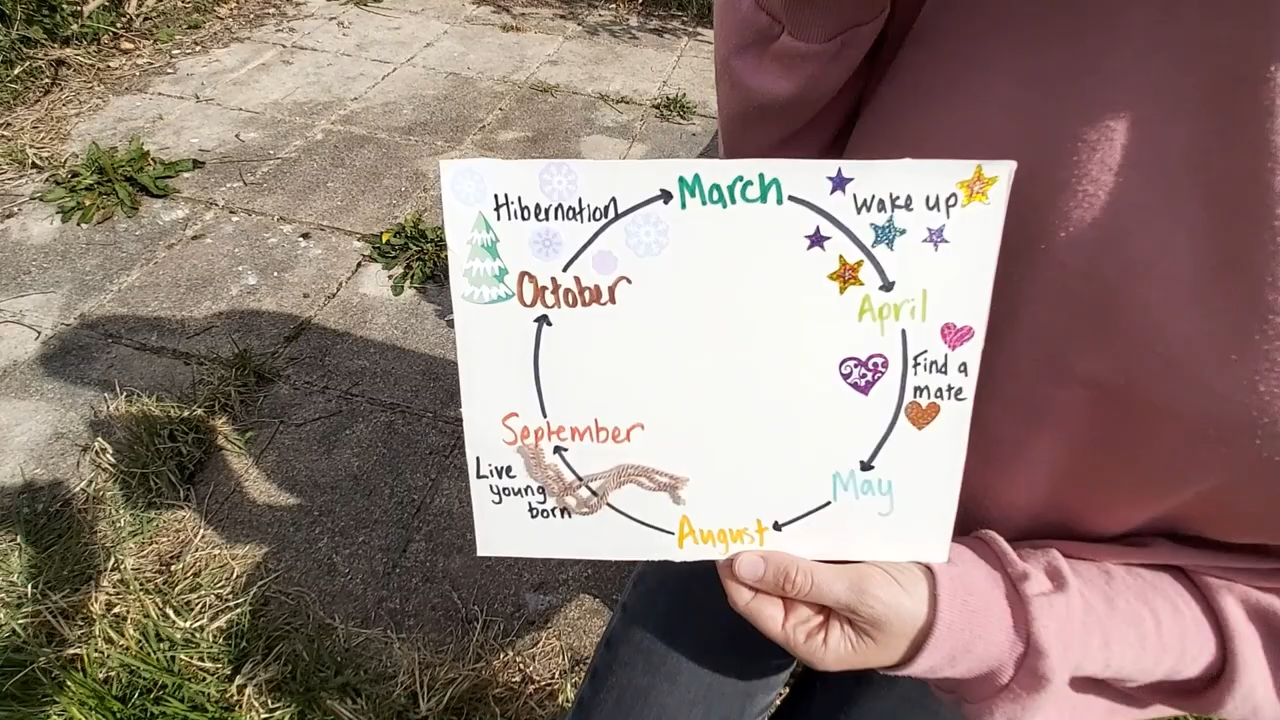 March
Wake up
April
Find a
mate
May
August
Live
young
born
September
October
Hibernation